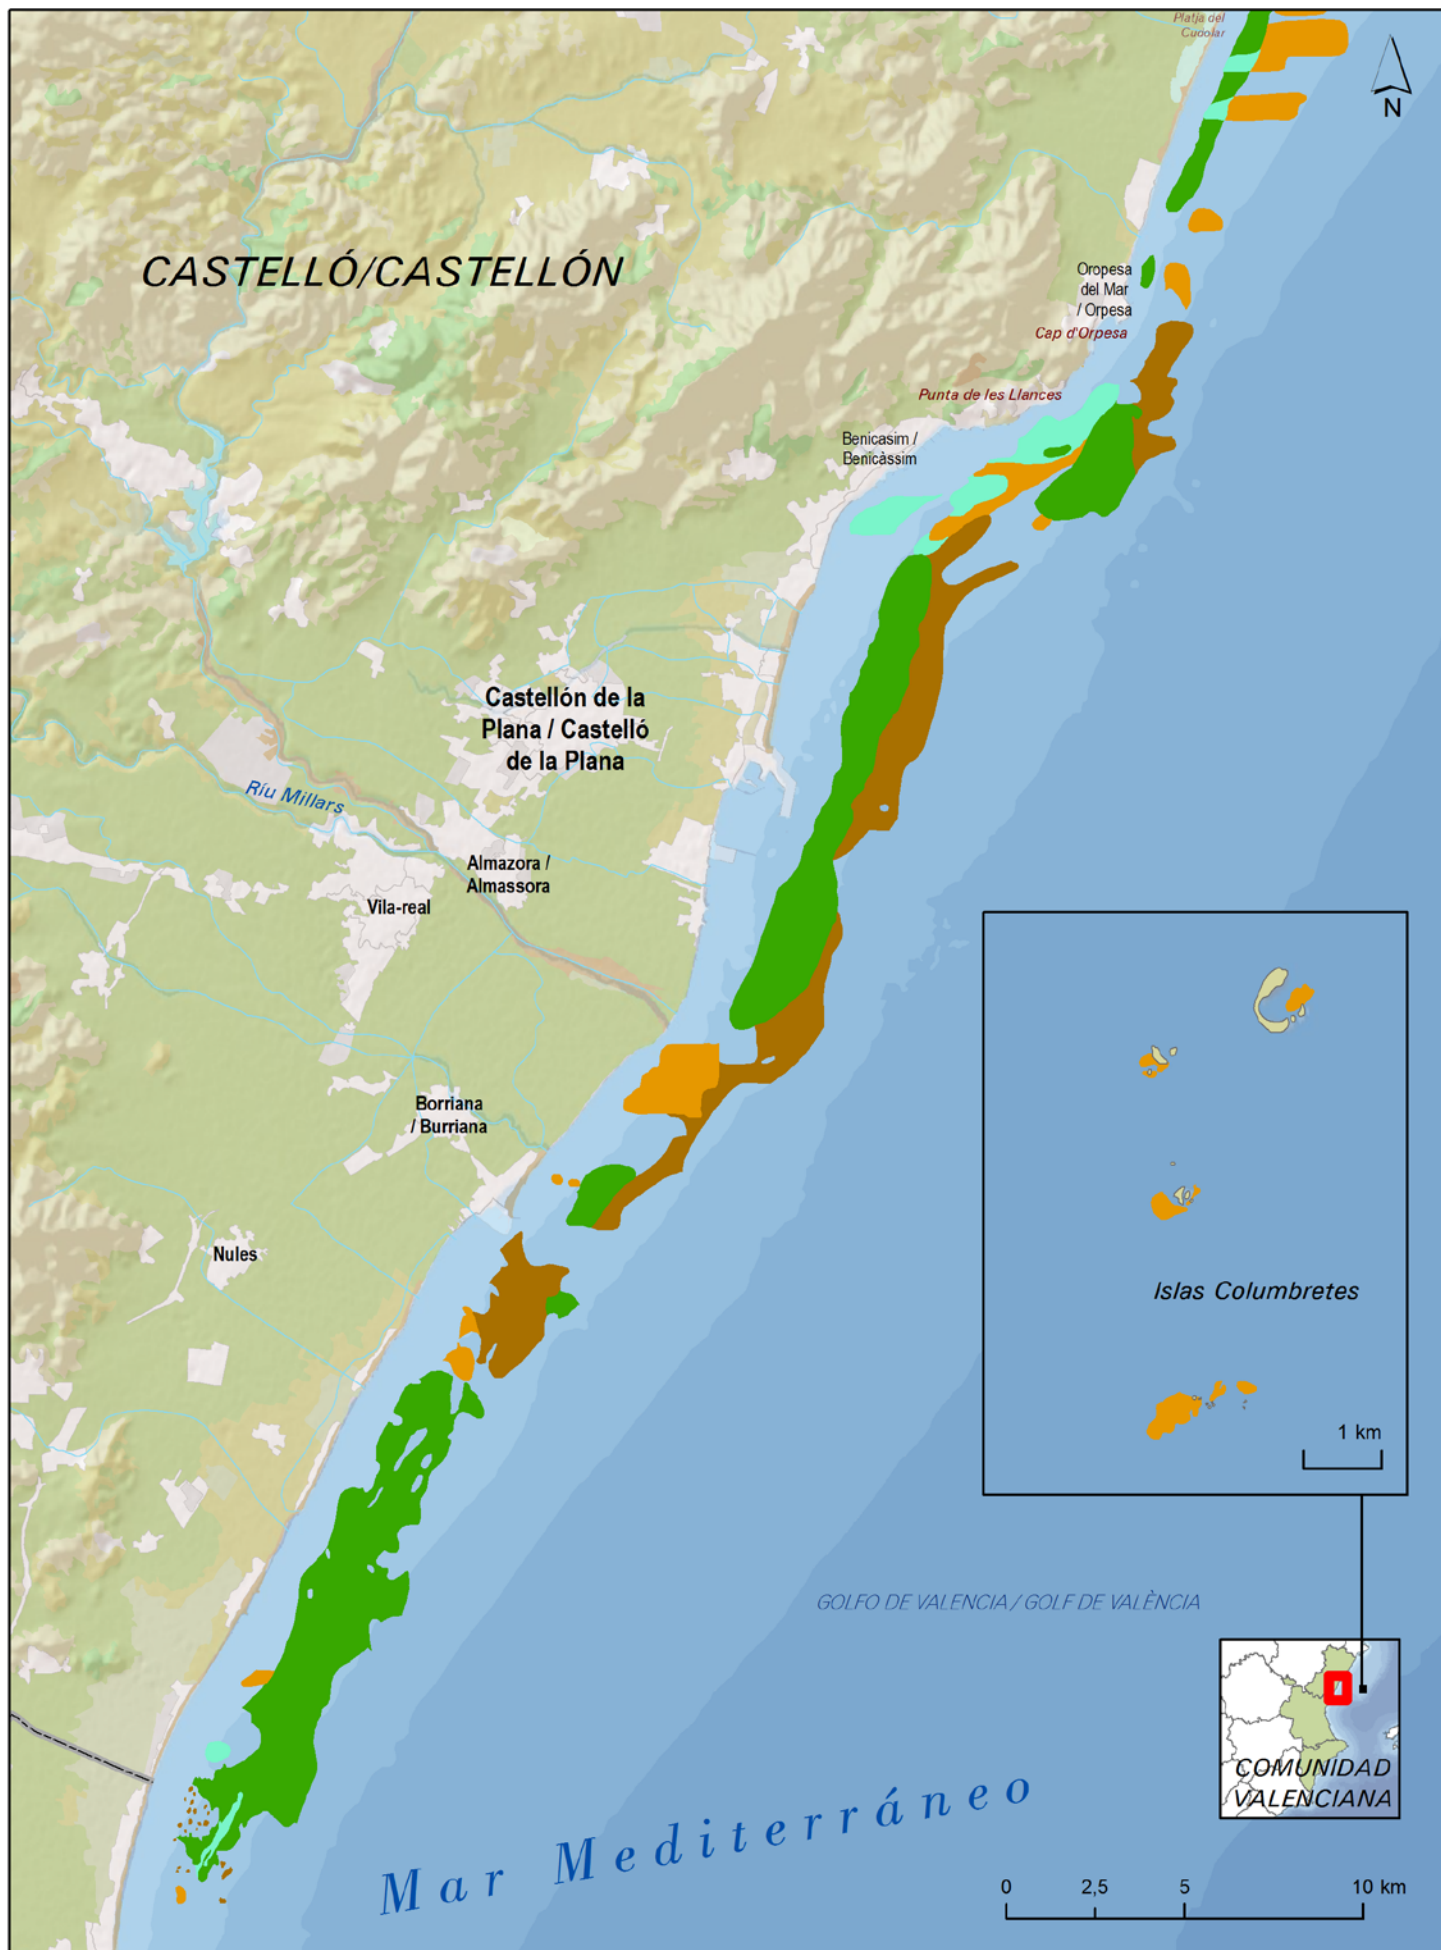 Platja del
Cudolar
N
CASTELLÓ/CASTELLÓN
Oropesa
del Mar
/ Orpesa
Cap d'Orpesa
Punta de les Llances
Benicasim /
Benicàssim
Castellón de la
Plana / Castelló
de la Plana
Ríu Millars
Almazora /
Almassora
Vila-real
Borriana
/ Burriana
Nules
Islas Columbretes
1 km
GOLFO DE VALENCIA / GOLF DE VALÈNCIA
COMUNIDAD
VALENCIANA
Mar Mediterráneo
0 2,5 5 10 km